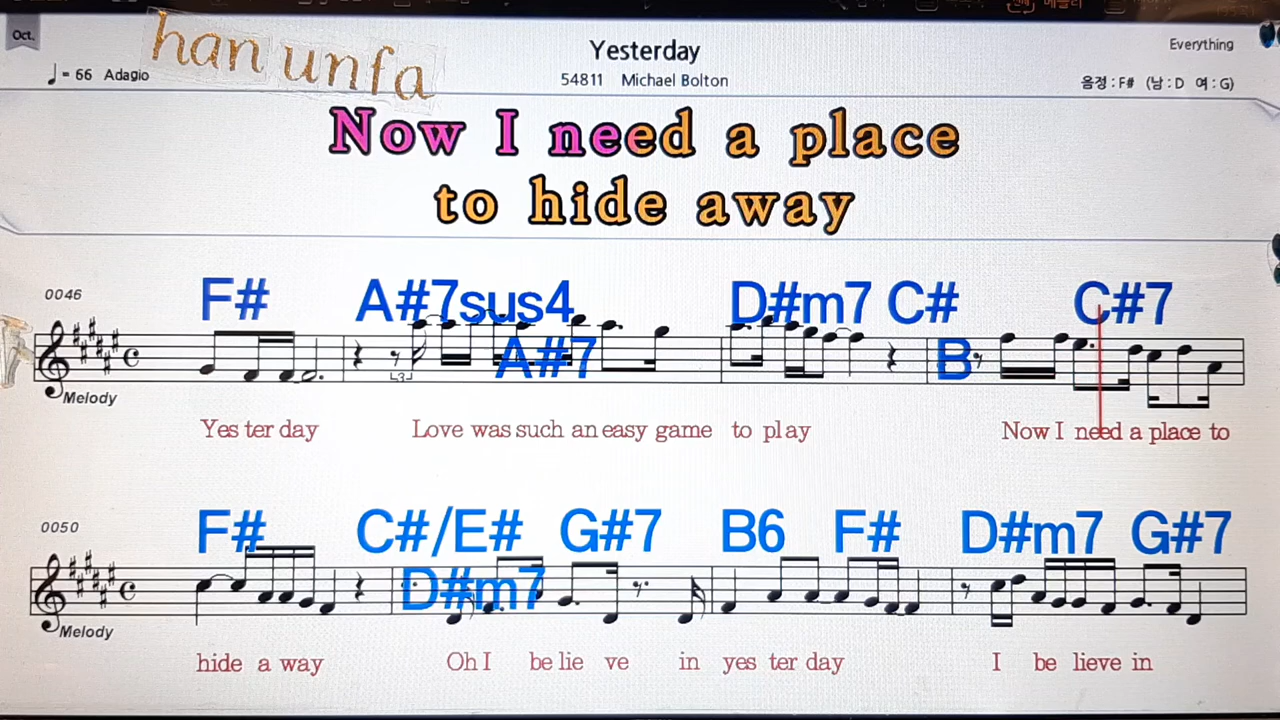 Oct.
han unfa
Yesterday
Everything
♩ = 66 Adagio
54811 Michael Bolton
음정 : F# (남 : D 여 : G)
Now I need a place
to hide away
0046
F# A#7sus4 D#m7 C# C#7
A#7 B
3
Melody
Yes ter day Love was such an easy game to play Now I need a place to
0050
F# C#/E# G#7 B6 F# D#m7 G#7
D#m7
Melody
hide a way Oh I be lie ve in yes ter day I be lieve in